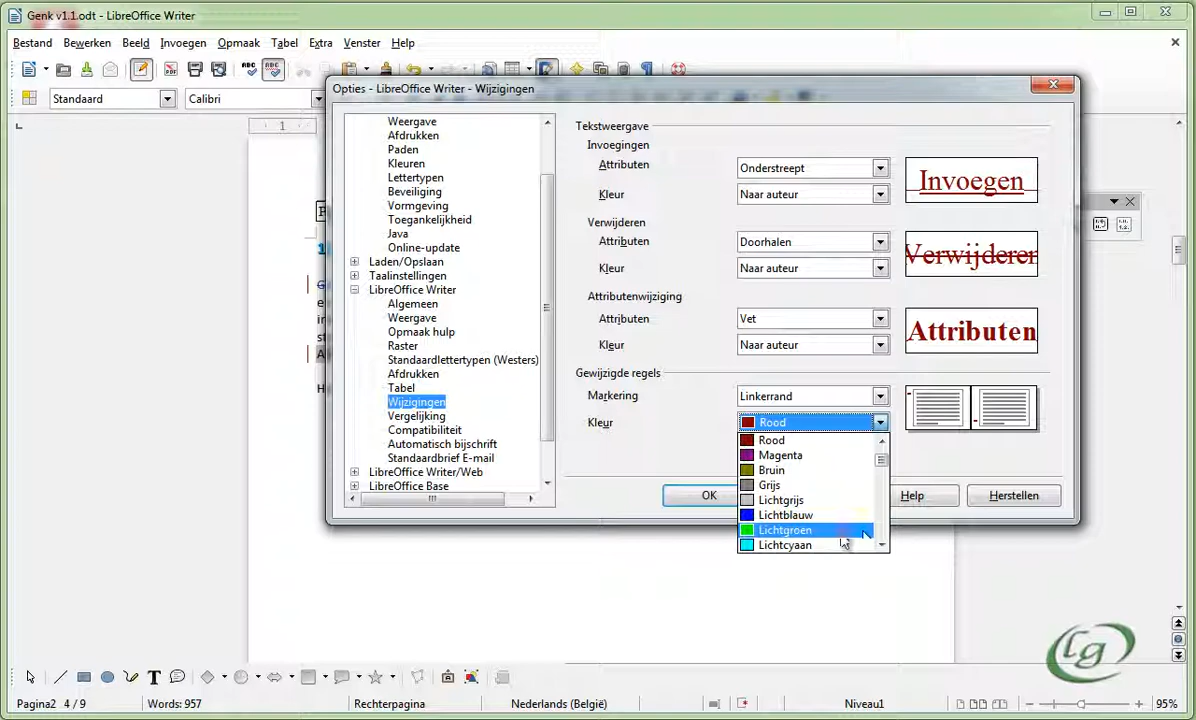 Genk v1.1.odt - LibreOffice Writer
Bestand Bewerken Beeld Invoegen Opmaak Tabel Extra Venster Help
Standaard
Calibri
1
Opties - LibreOffice Writer - Wijzigingen
Weergave
Afdrukken
Paden
Kleuren
Lettertypen
Beveiliging
Vormgeving
Toegankelijkheid
Java
Online-update
Laden/Opslaan
Taalinstellingen
LibreOffice Writer
Algemeen
Weergave
Opmaak hulp
Raster
Standaardlettertypen (Westers)
Afdrukken
Tabel
Wijzigingen
Vergelijking
Compatibiliteit
Automatisch bijschrift
Standaardbrief E-mail
LibreOffice Writer/Web
LibreOffice Base
Tekstweergave
Invoegingen
Attributen Onderstreept
Kleur Naar auteur
Invoegen
Verwijderen
Attributen Doorhalen
Kleur Naar auteur
Verwijderen
Attributenwijziging
Attributen Vet
Kleur Naar auteur
Attributen
Gewijzigde regels
Markering Linkerrand
Kleur Rood
Rood
Magenta
Bruin
Grijs
Lichtgrijs
Lichtblauw
Lichtgroen
Lichtcyaan
OK
Help
Herstellen
lg
Pagina2 4 / 9 Words: 957 Rechterpagina Nederlands (België) Niveau1 95%